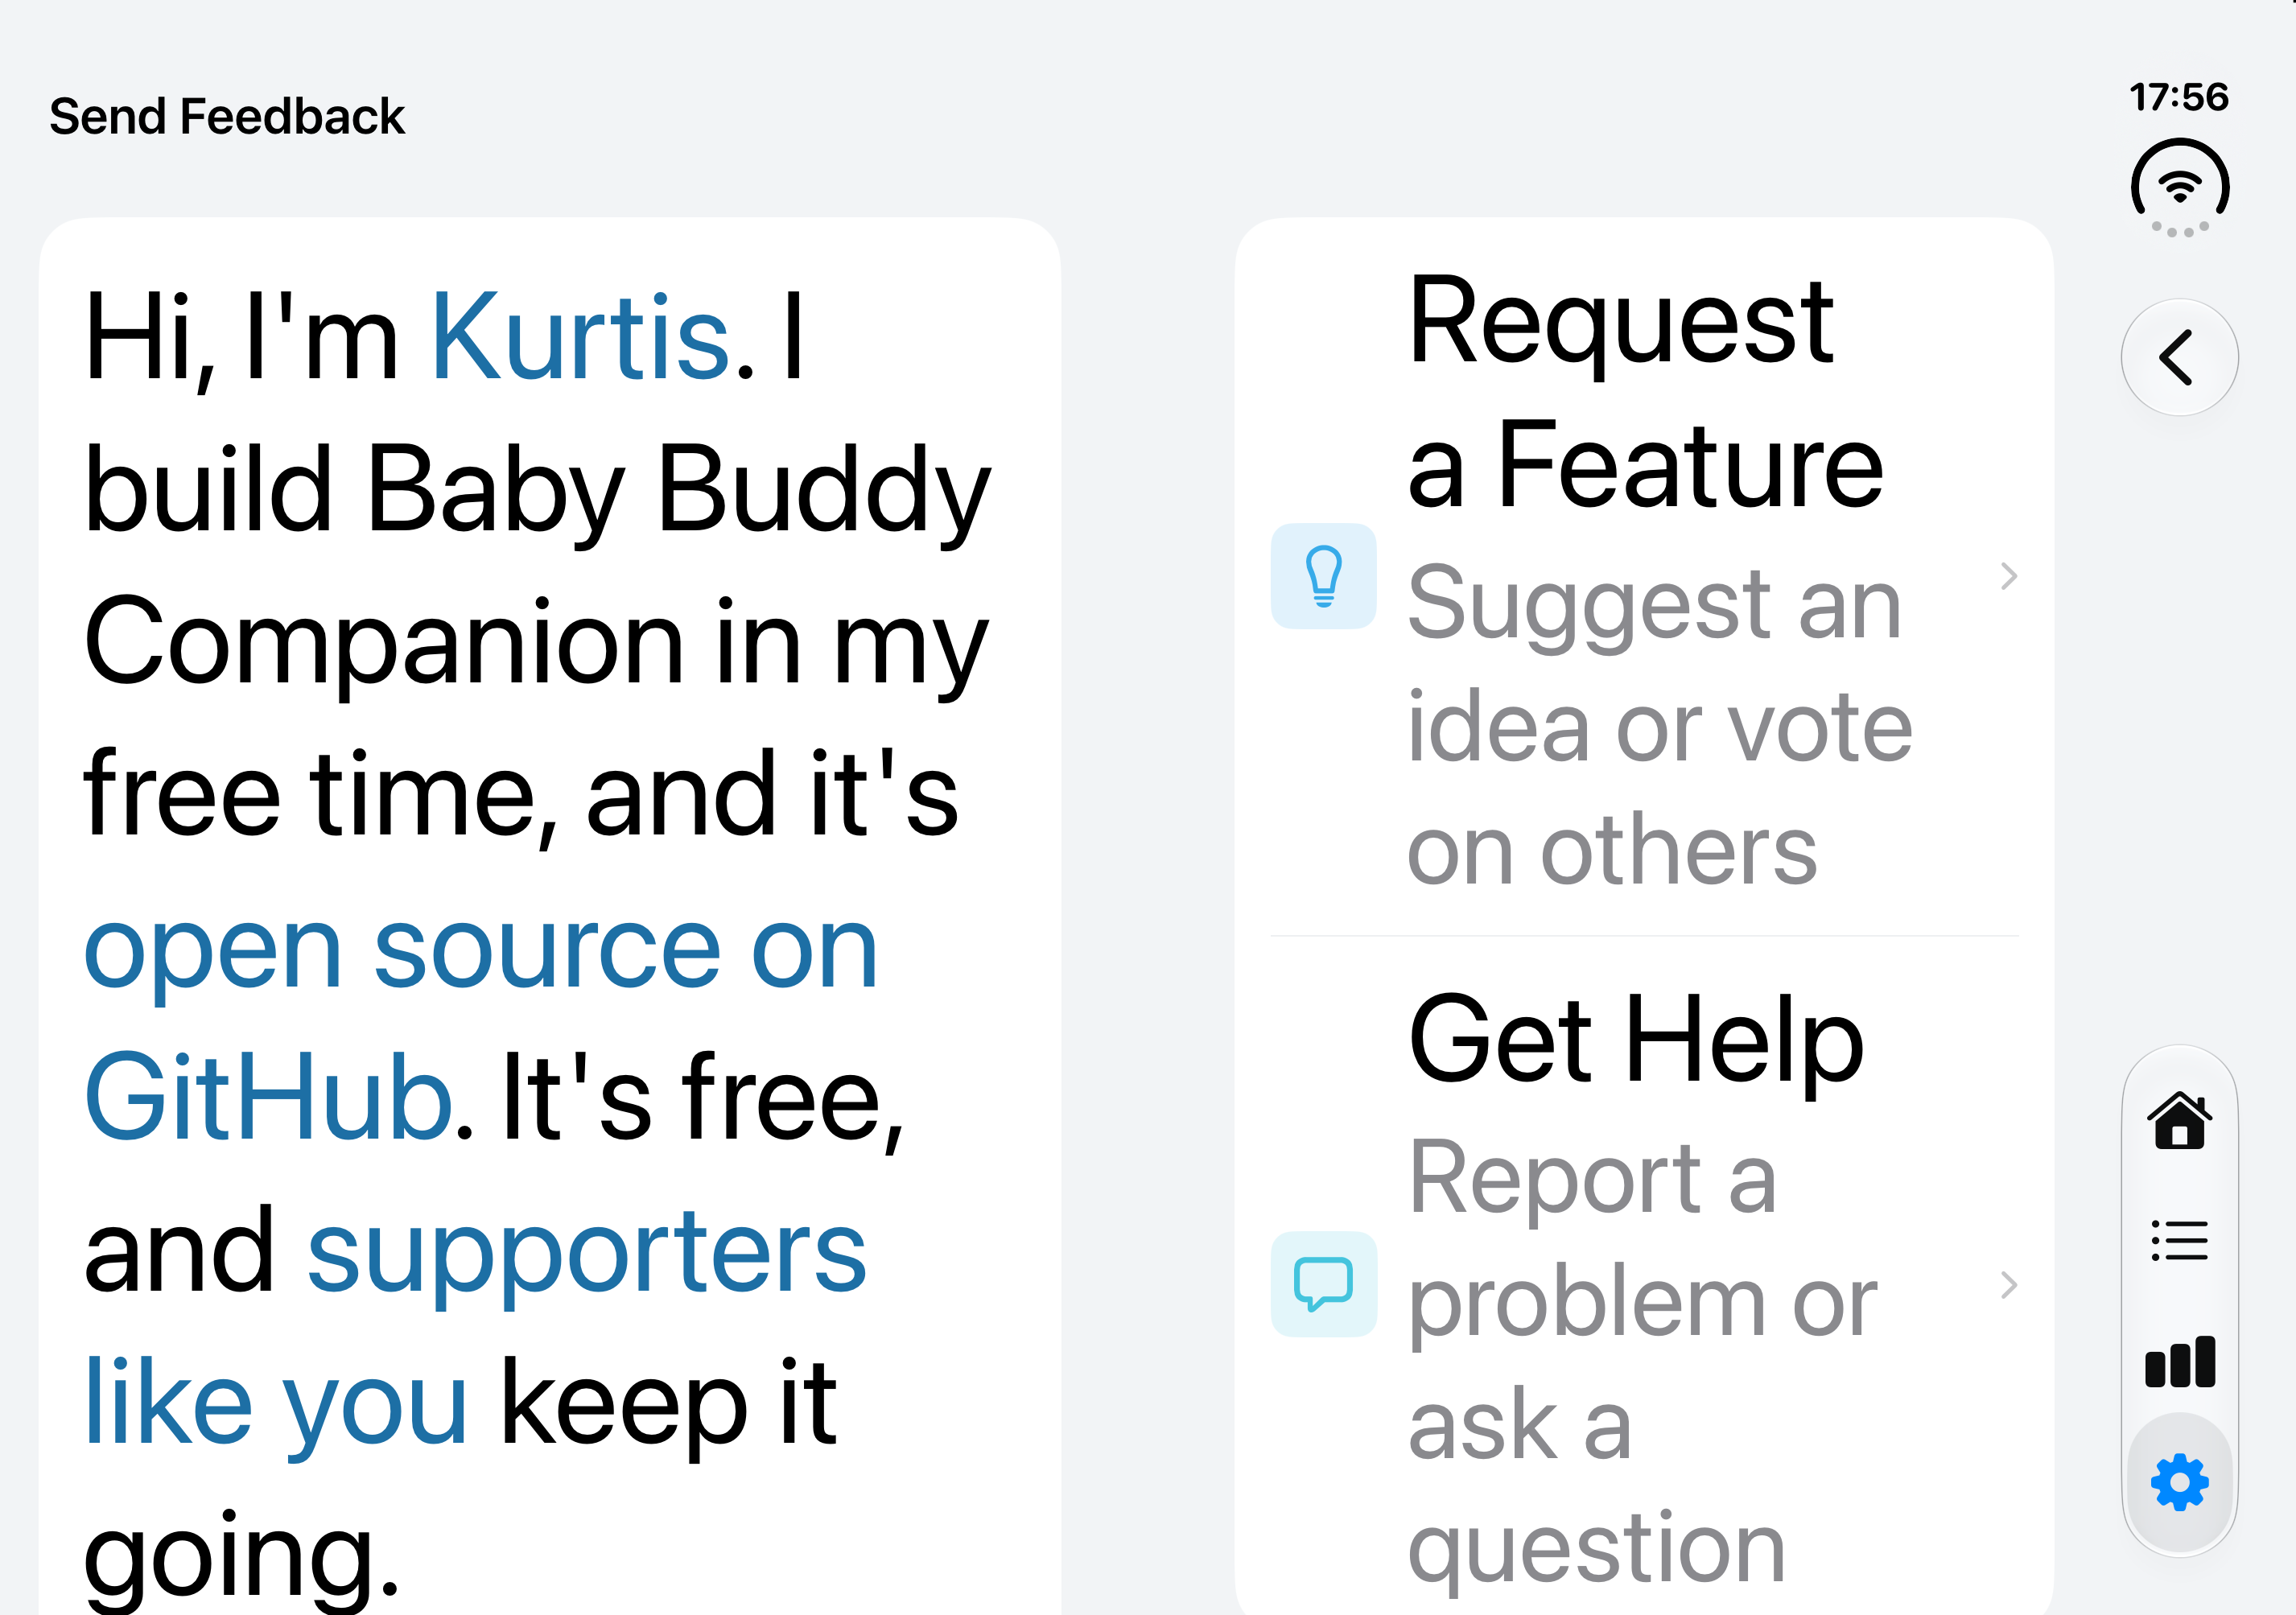 Send Feedback
17:56
Hi, I'm Kurtis. I
build Baby Buddy
Companion in my
free time, and it's
open source on
GitHub. It's free,
and supporters
like you keep it
going.
Request
a Feature
Suggest an
idea or vote
on others
Get Help
Report a
problem or
ask a
question